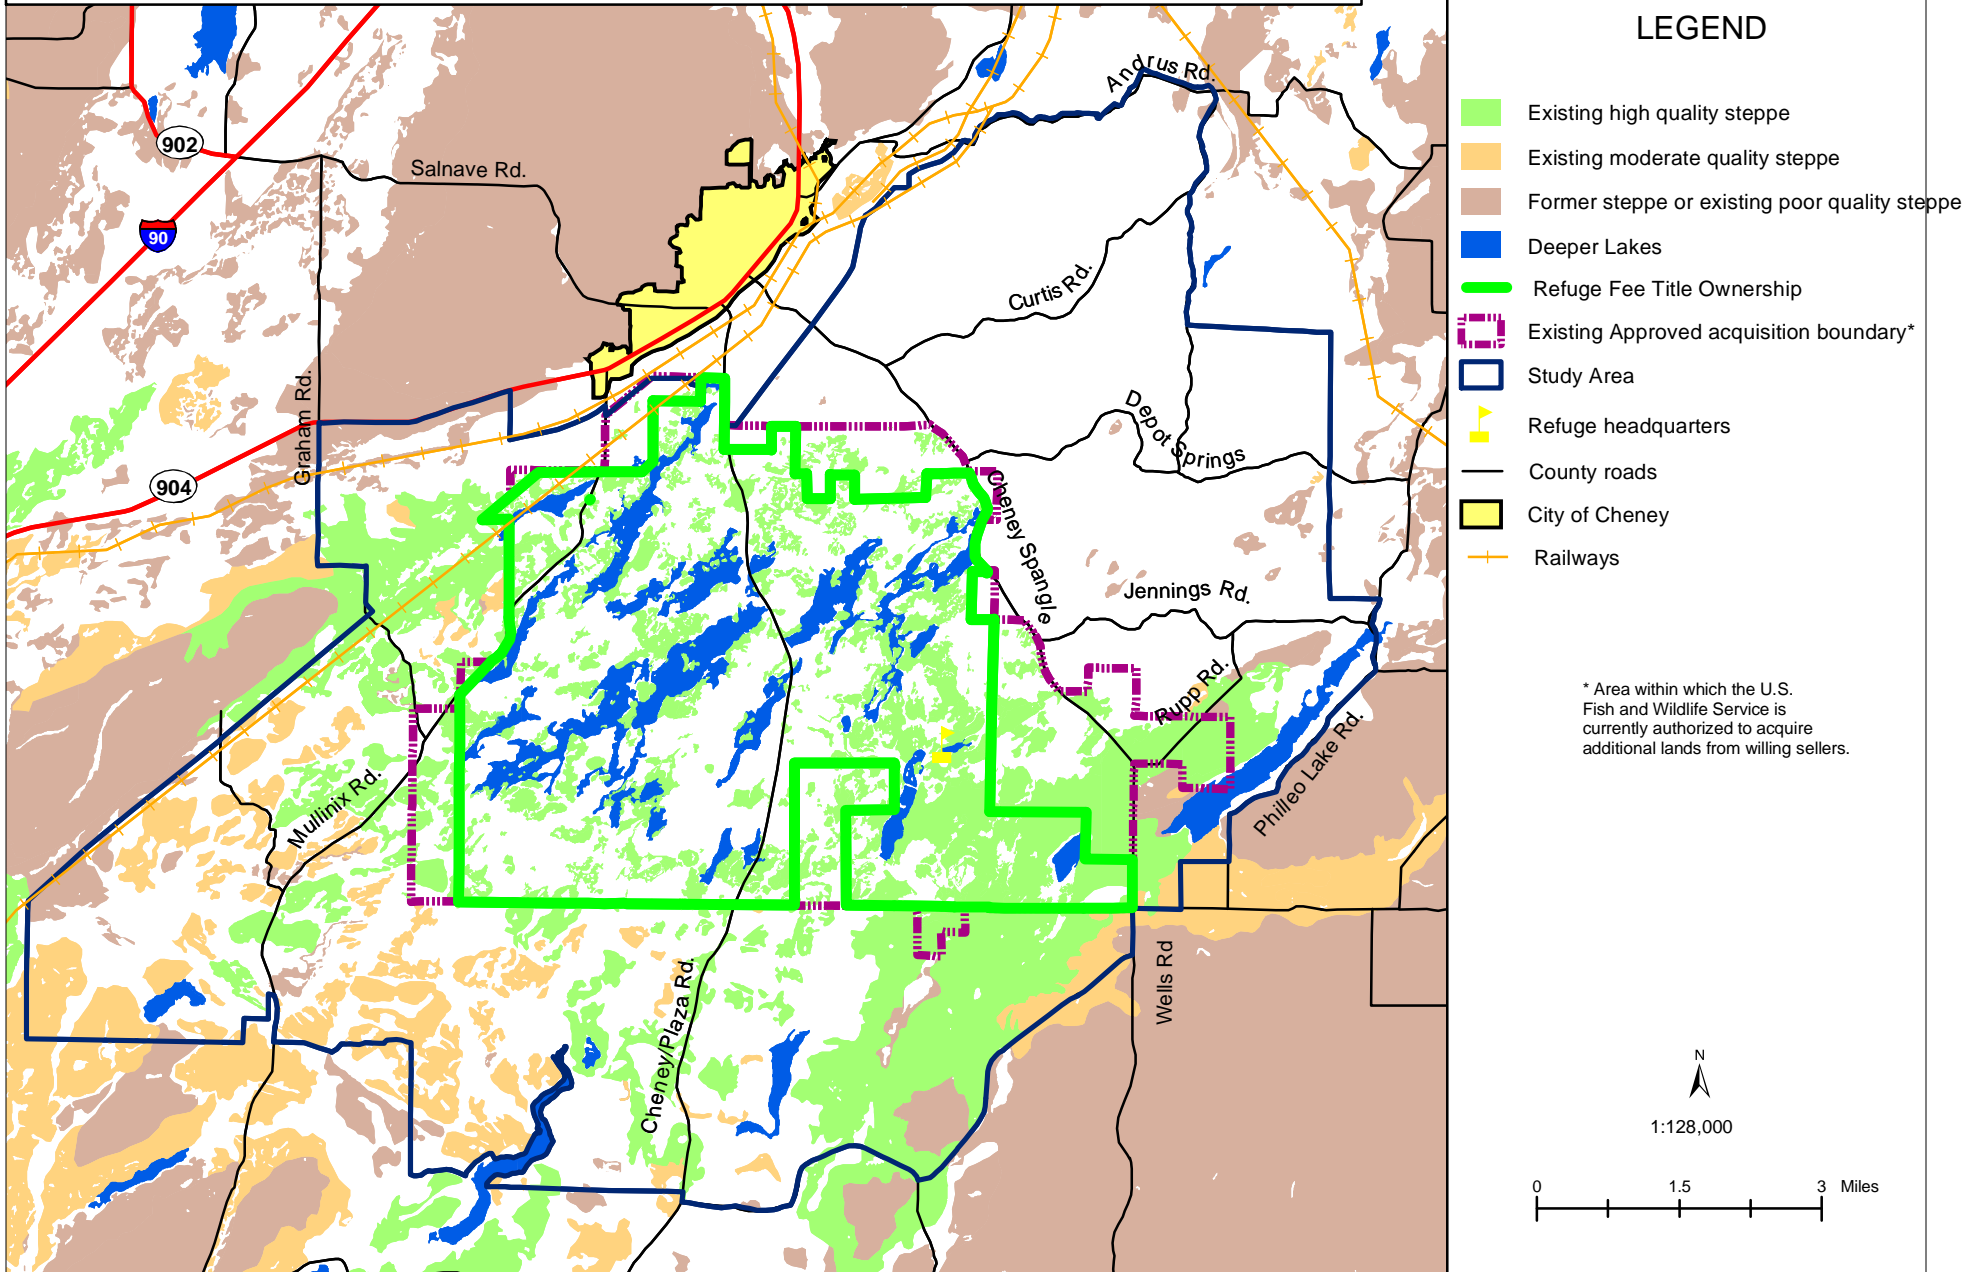 LEGEND
Existing high quality steppe
Existing moderate quality steppe
Former steppe or existing poor quality steppe
Deeper Lakes
Refuge Fee Title Ownership
Existing Approved acquisition boundary*
Study Area
Refuge headquarters
County roads
City of Cheney
Railways
* Area within which the U.S.
Fish and Wildlife Service is
currently authorized to acquire
additional lands from willing sellers.
N
1:128,000
0 1.5 3 Miles
Andrus Rd.
902
Salnave Rd.
90
Curtis Rd.
Graham Rd.
Depot Springs
904
Cheney Spangle
Jennings Rd.
Rupp Rd.
Philleo Lake Rd.
Mullinix Rd.
Wells Rd
Cheney/Plaza Rd.